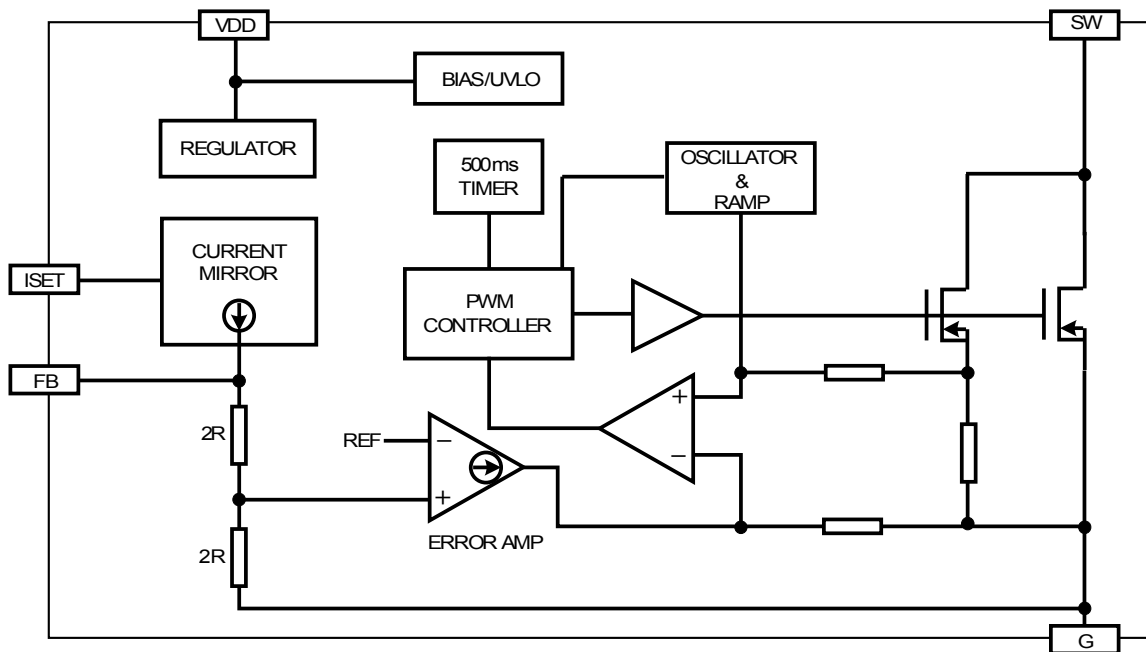 VDD
SW
BIAS/UVLO
REGULATOR
500ms
TIMER
OSCILLATOR
&
RAMP
CURRENT
MIRROR
ISET
PWM
CONTROLLER
FB
+
−
2R
REF
−
+
ERROR AMP
2R
G